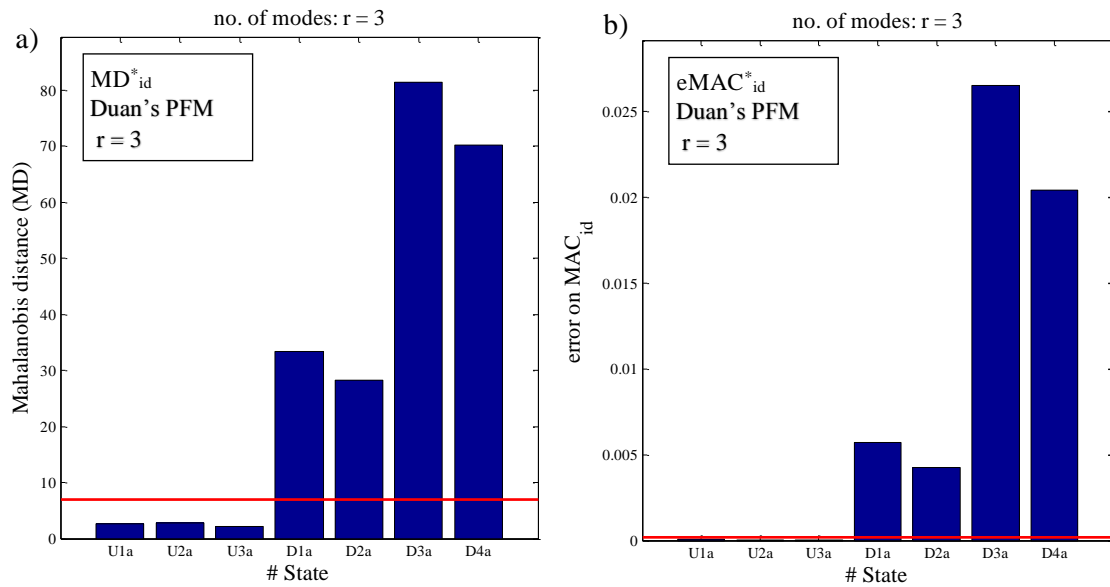 a)
no. of modes: r = 3
MD*id
Duan's PFM
r = 3
Mahalanobis distance (MD)
80
70
60
50
40
30
20
10
0
U1a U2a U3a D1a D2a D3a D4a
# State
b)
no. of modes: r = 3
eMAC*id
Duan's PFM
r = 3
error on MACid
0.025
0.02
0.015
0.01
0.005
0
U1a U2a U3a D1a D2a D3a D4a
# State